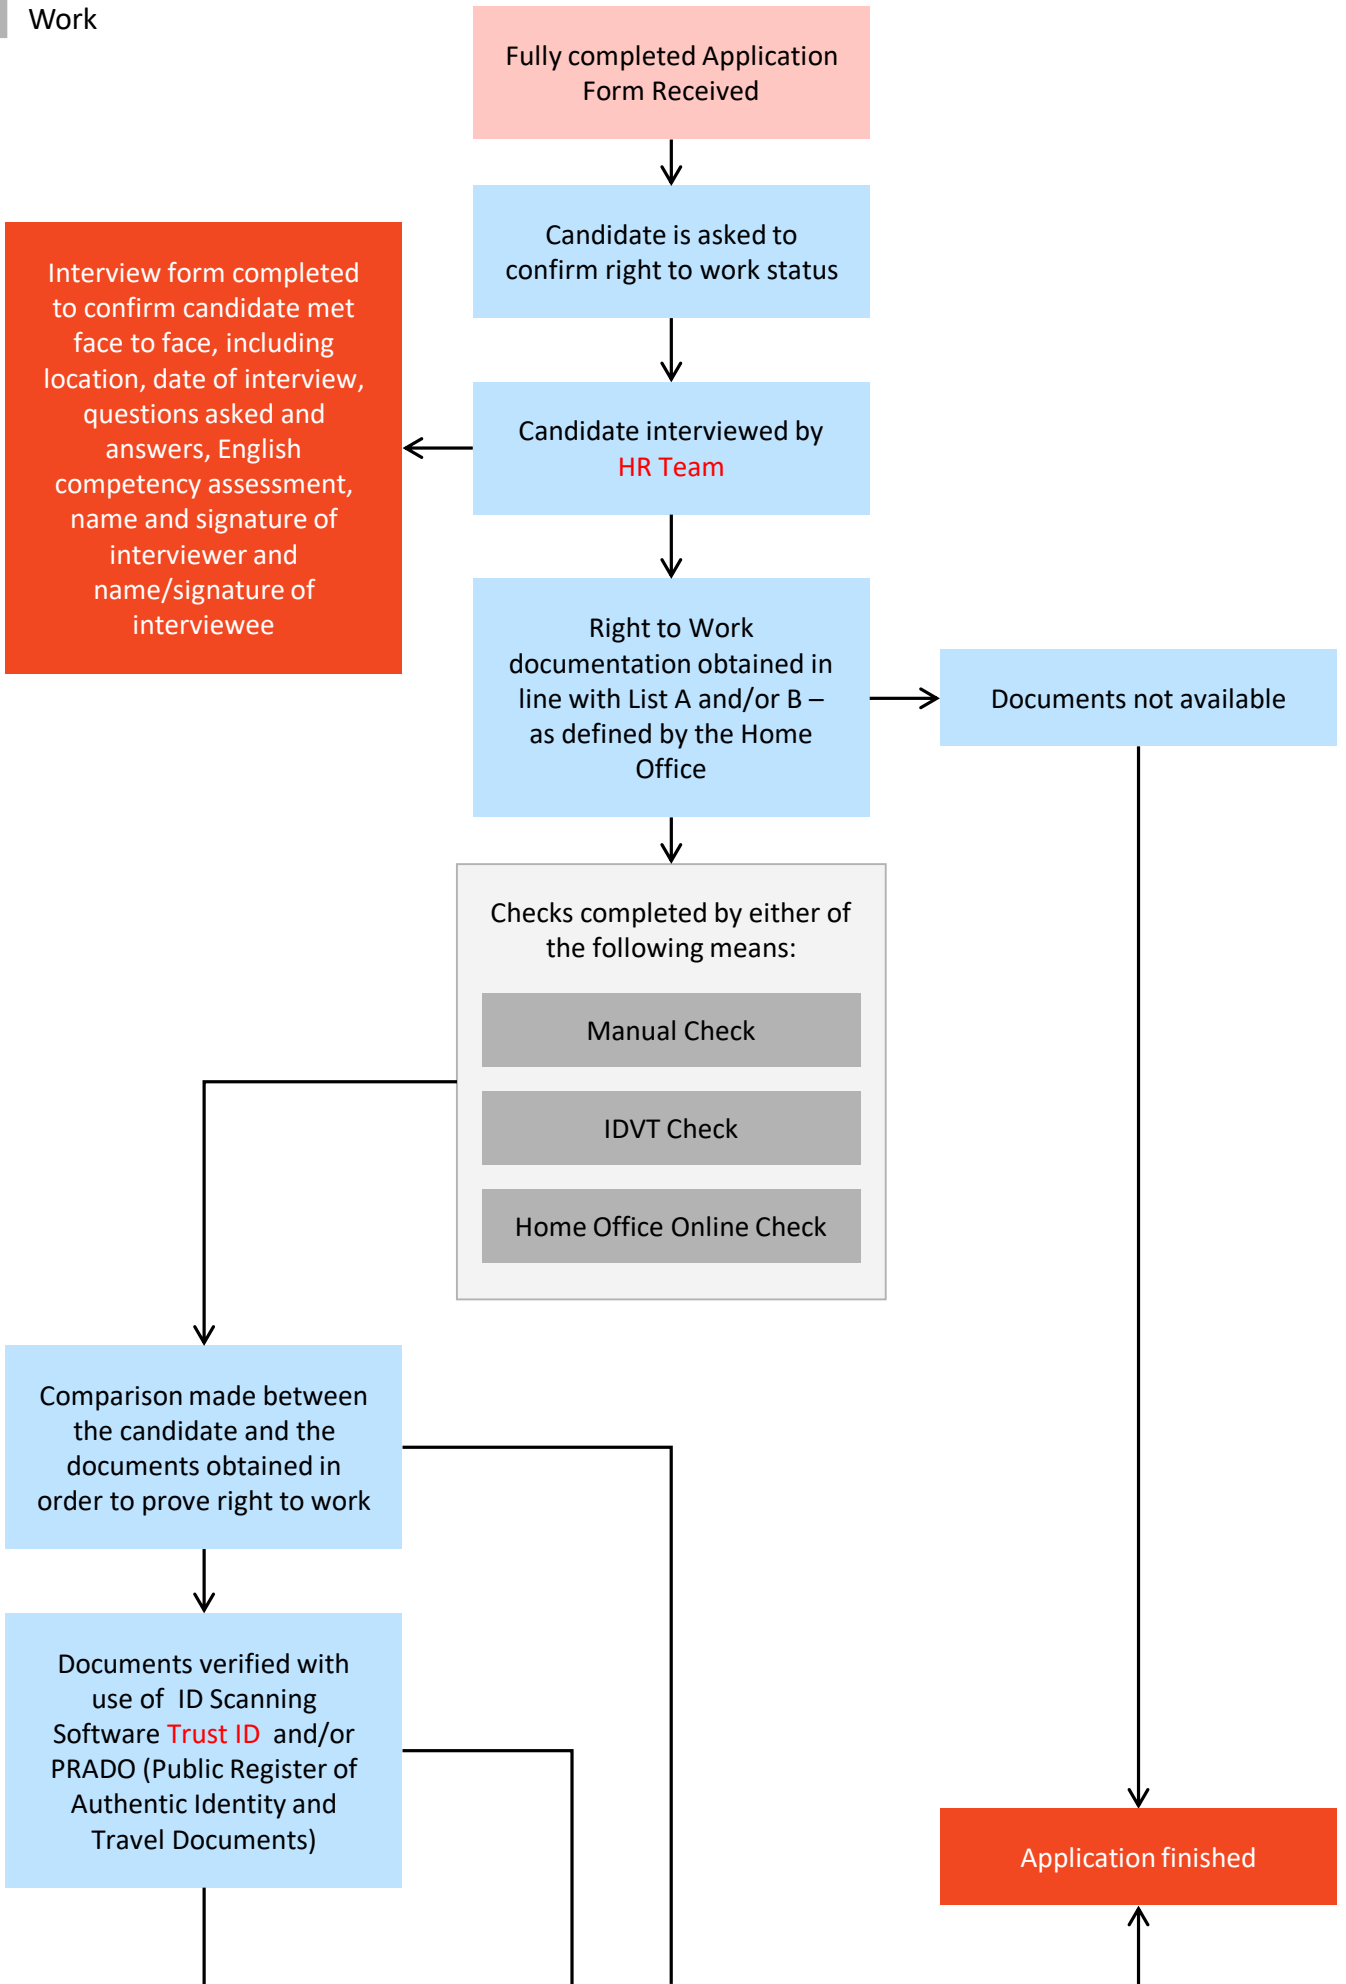 Work
Fully completed Application
Form Received
Candidate is asked to
confirm right to work status
Interview form completed
to confirm candidate met
face to face, including
location, date of interview,
questions asked and
answers, English
competency assessment,
name and signature of
interviewer and
name/signature of
interviewee
Candidate interviewed by
HR Team
Right to Work
documentation obtained in
line with List A and/or B –
as defined by the Home
Office
Documents not available
Checks completed by either of
the following means:
Manual Check
IDVT Check
Home Office Online Check
Comparison made between
the candidate and the
documents obtained in
order to prove right to work
Documents verified with
use of ID Scanning
Software Trust ID and/or
PRADO (Public Register of
Authentic Identity and
Travel Documents)
Application finished